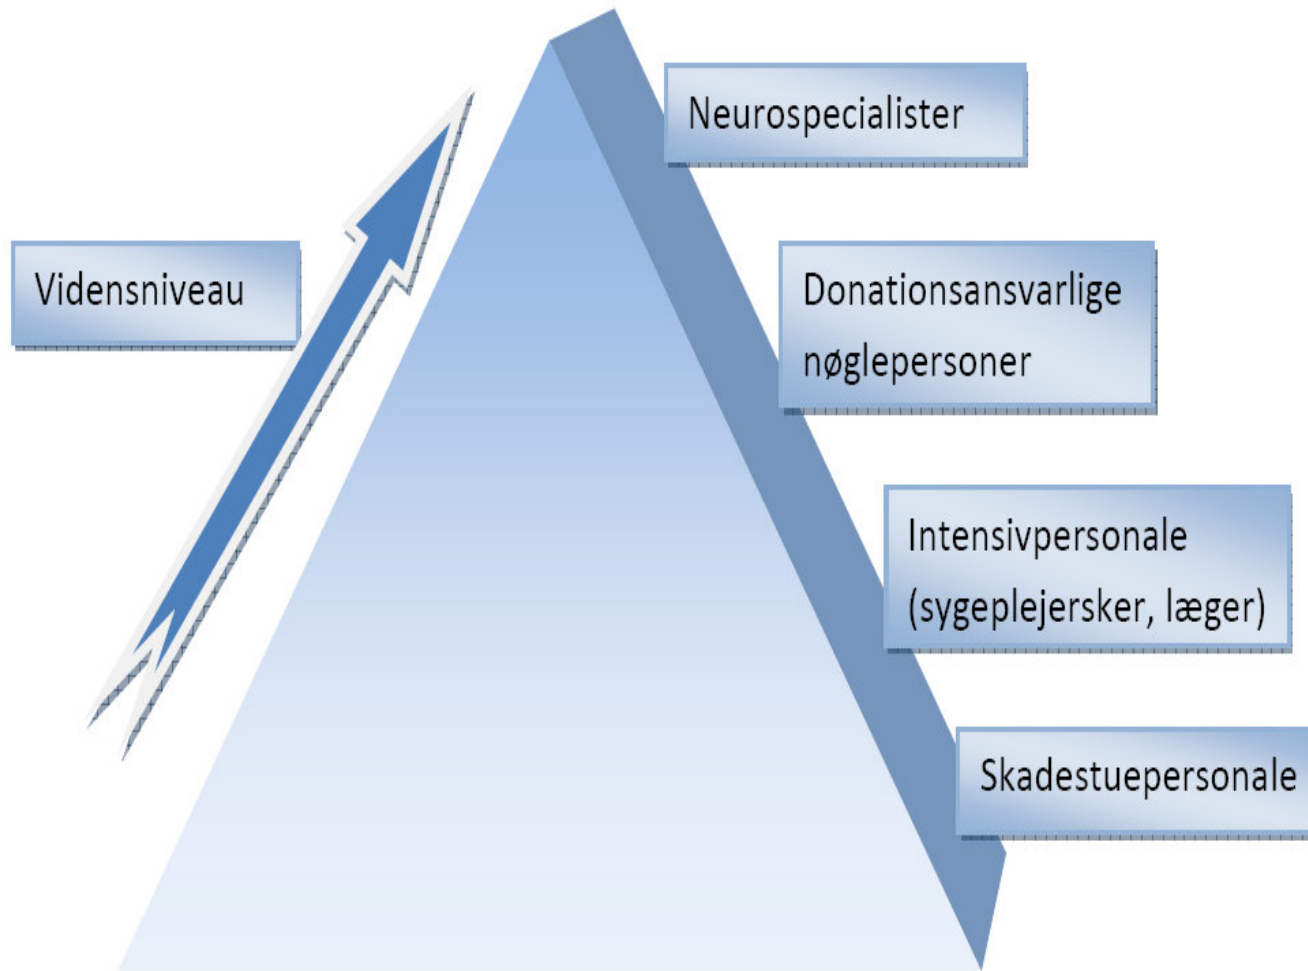 Neurospecialister
Vidensniveau
Donationsansvarlige
nøglepersoner
Intensivpersonale
(sygeplejersker, læger)
Skadestuepersonale